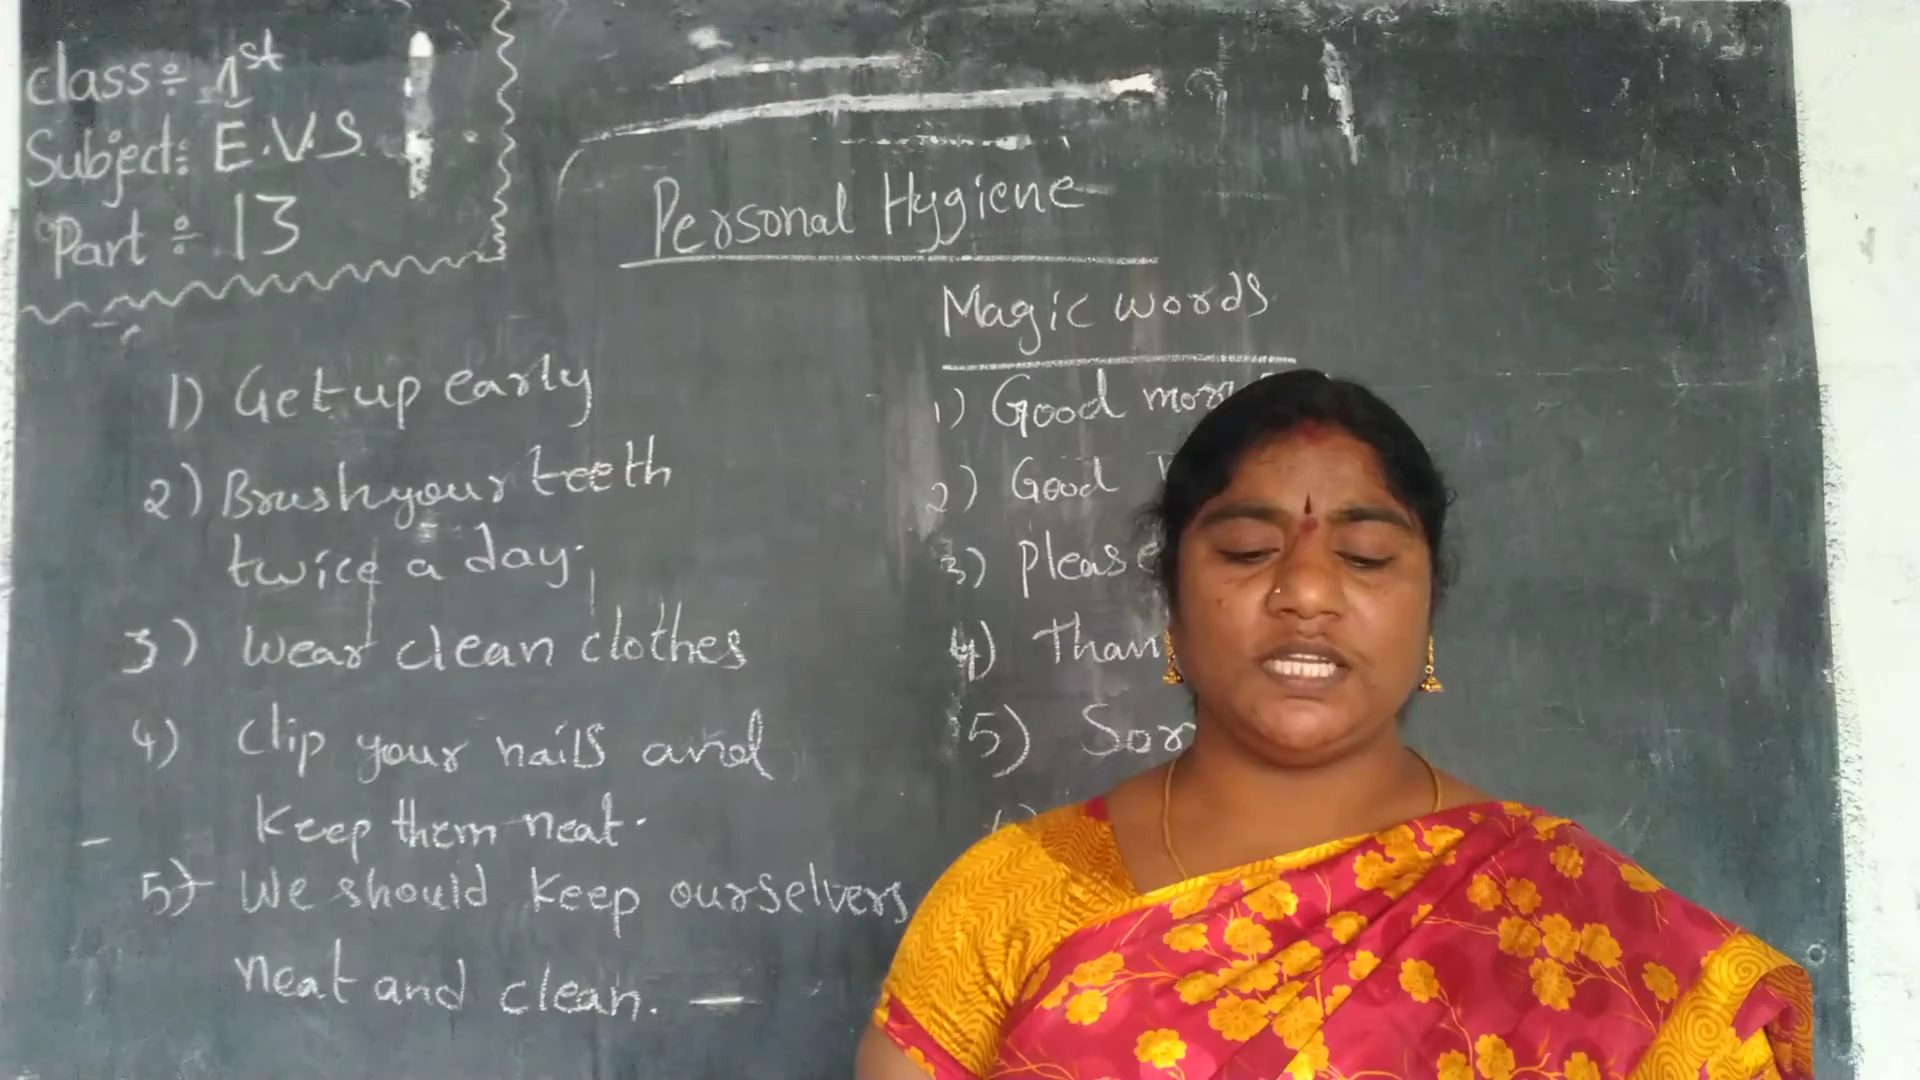 Class÷ 1st
Subject: E.V.S
Part ÷ 13
Personal Hygiene
1) Get up early
2) Brush your teeth
twice a day.
3) Wear clean clothes
4) Clip your nails and
Keep them neat.
5) We should keep ourselvers
neat and clean.
Magic words
1) Good
2) Good
3) Please
4)
5)